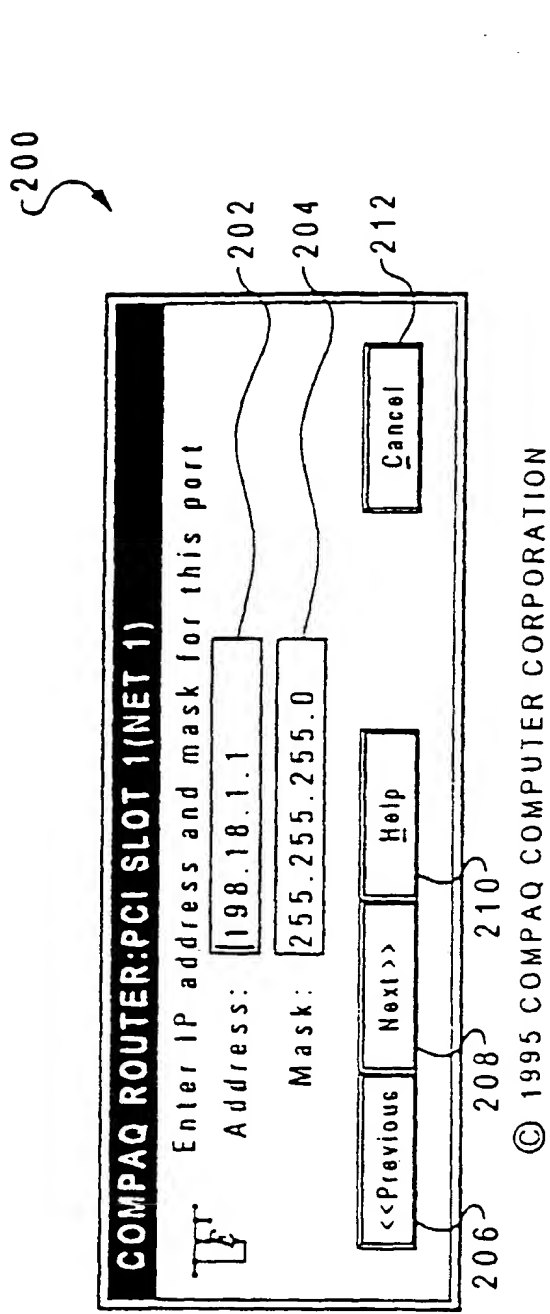 200
COMPAQ ROUTER:PCI SLOT 1(NET 1)
Enter IP address and mask for this port
Address: 198.18.1.1
202
Mask: 255.255.255.0
204
<<Previous Next>> Help Cancel
212
206 208 210
© 1995 COMPAQ COMPUTER CORPORATION